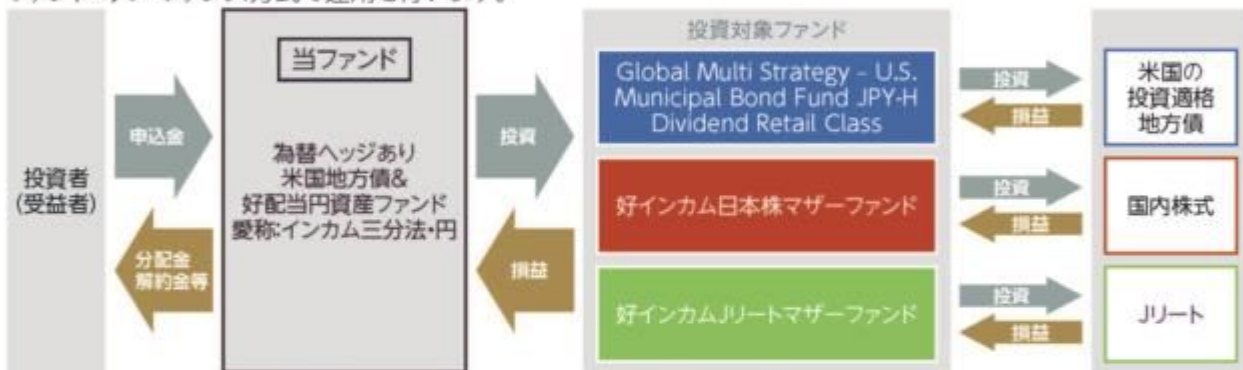 投資者
(受益者)
申込金
分配金
解約金等
当ファンド
為替ヘッジあり
米国地方債&
好配当円資産ファンド
愛称:インカム三分法・円
投資
損益
投資対象ファンド
Global Multi Strategy – U.S.
Municipal Bond Fund JPY-H
Dividend Retail Class
好インカム日本株マザーファンド
好インカムJリートマザーファンド
投資
損益
投資
損益
投資
損益
米国の
投資適格
地方債
国内株式
Jリート